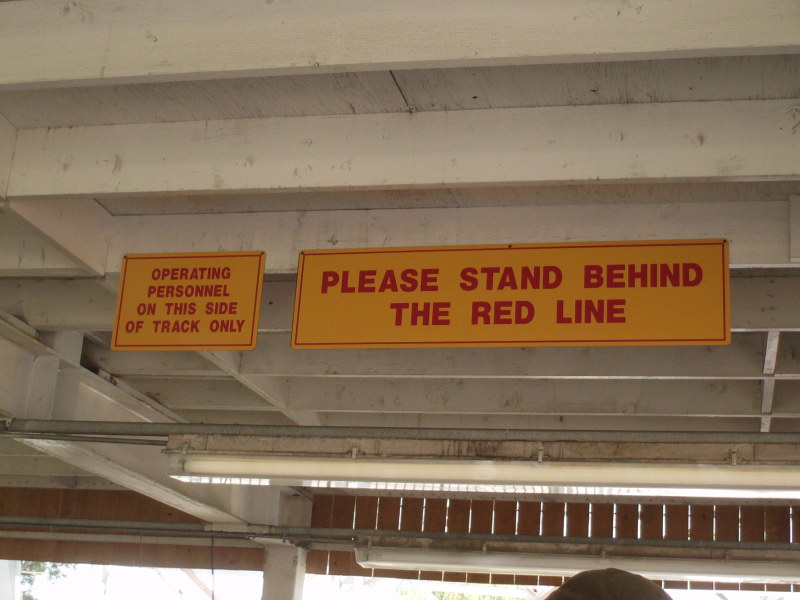 OPERATING
PERSONNEL
ON THIS SIDE
OF TRACK ONLY
PLEASE STAND BEHIND
THE RED LINE